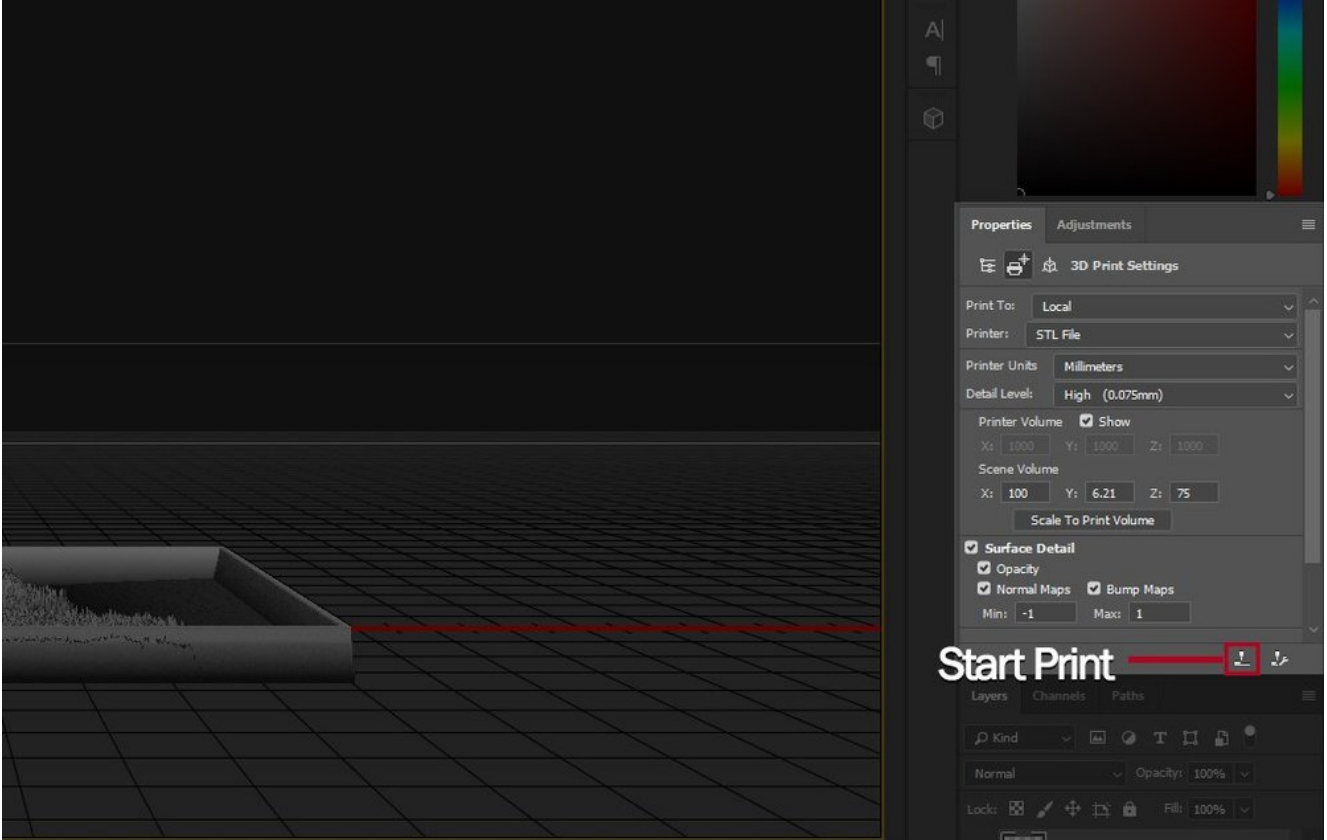 A|
¶
Properties Adjustments
3D Print Settings
Print To: Local
Printer: STL File
Printer Units Millimeters
Detail Level: High (0.075mm)
Printer Volume Show
X: 1000 Y: 1000 Z: 1000
Scene Volume
X: 100 Y: 6.21 Z: 75
Scale To Print Volume
Surface Detail
Opacity
Normal Maps Bump Maps
Min: -1 Max: 1
Start Print
Layers Channels Paths
Kind T
Normal Opacity: 100%
Lock: Fill: 100%